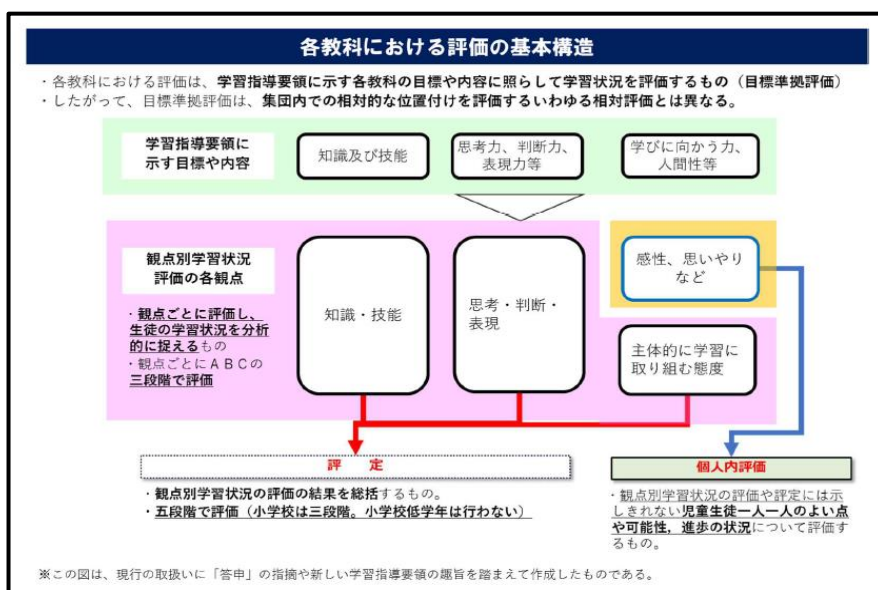 各教科における評価の基本構造
・各教科における評価は、学習指導要領に示す各教科の目標や内容に照らして学習状況を評価するもの（目標準拠評価）
・したがって、目標準拠評価は、集団内での相対的な位置付けを評価するいわゆる相対評価とは異なる。
学習指導要領に
示す目標や内容
知識及び技能
思考力、判断力、
表現力等
学びに向かう力、
人間性等
観点別学習状況
評価の各観点
・観点ごとに評価し、
生徒の学習状況を分析
的に捉えるもの
・観点ごとにＡＢＣの
三段階で評価
知識・技能
思考・判断・
表現
感性、思いやり
など
主体的に学習に
取り組む態度
評　定
・観点別学習状況の評価の結果を総括するもの。
・五段階で評価（小学校は三段階。小学校低学年は行わない）
個人内評価
・観点別学習状況の評価や評定には示
しきれない児童生徒一人一人のよい点
や可能性，進歩の状況について評価す
るもの。
※この図は、現行の取扱いに「答申」の指摘や新しい学習指導要領の趣旨を踏まえて作成したものである。